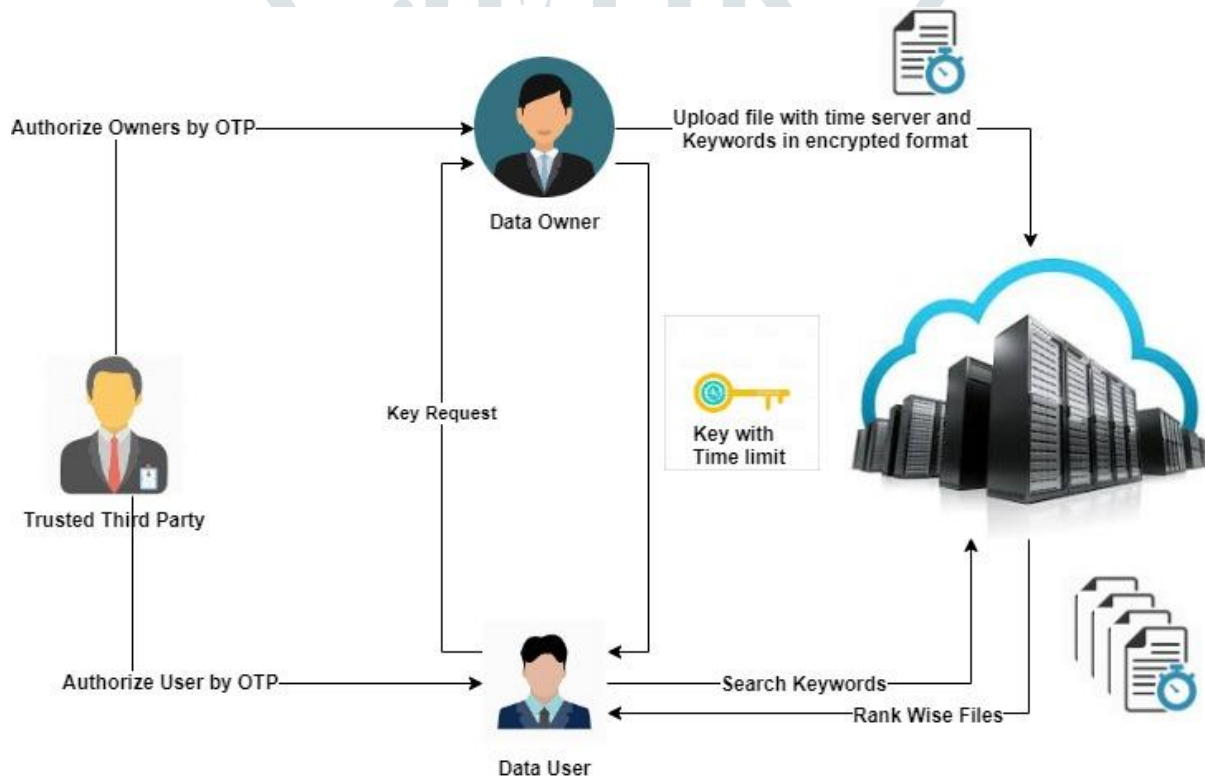 Authorize Owners by OTP
Upload file with time server and
Keywords in encrypted format
Data Owner
Key Request
Key with
Time limit
Trusted Third Party
Authorize User by OTP
Search Keywords
Rank Wise Files
Data User